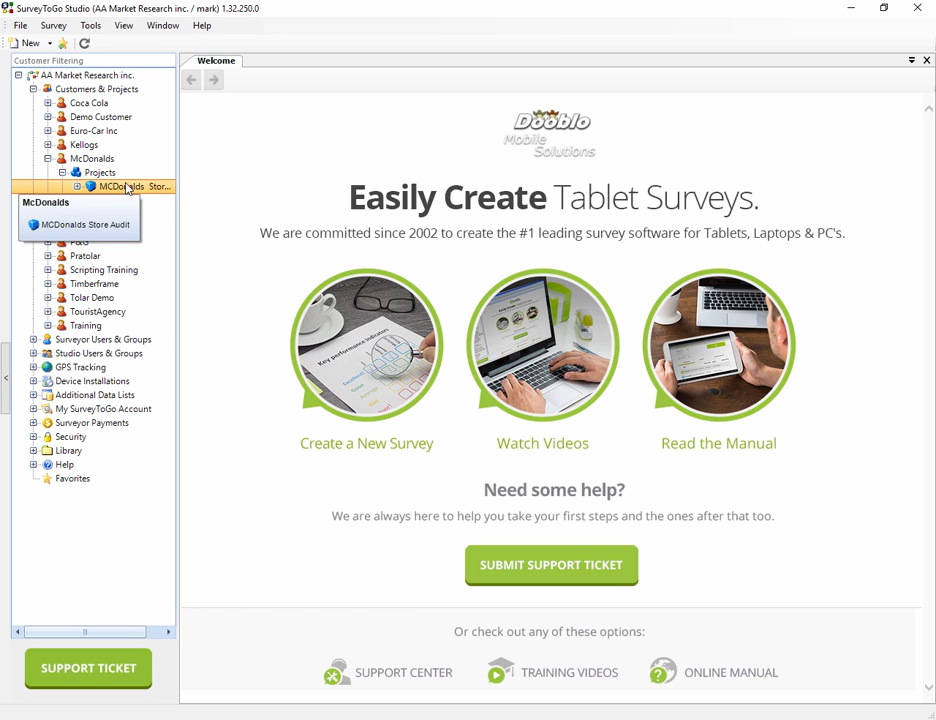 SurveyToGo Studio (AA Market Research inc. / mark) 1.32.250.0
File Survey Tools View Window Help
New
Customer Filtering
Welcome
AA Market Research inc.
Customers & Projects
Coca Cola
Demo Customer
Euro-Car Inc
Kellogs
McDonalds
Projects
MCDonalds Stor...
McDonalds
MCDonalds Store Audit
P&G
Pratolar
Scripting Training
Timberframe
Tolar Demo
TouristAgency
Training
Surveyor Users & Groups
Studio Users & Groups
GPS Tracking
Device Installations
Additional Data Lists
My SurveyToGo Account
Surveyor Payments
Security
Library
Help
Favorites
SUPPORT TICKET
Dooblo
Mobile
Solutions
Easily Create Tablet Surveys.
We are committed since 2002 to create the #1 leading survey software for Tablets, Laptops & PC's.
Key performance indicators
Create a New Survey
Watch Videos
Read the Manual
Need some help?
We are always here to help you take your first steps and the ones after that too.
SUBMIT SUPPORT TICKET
Or check out any of these options:
SUPPORT CENTER
TRAINING VIDEOS
ONLINE MANUAL